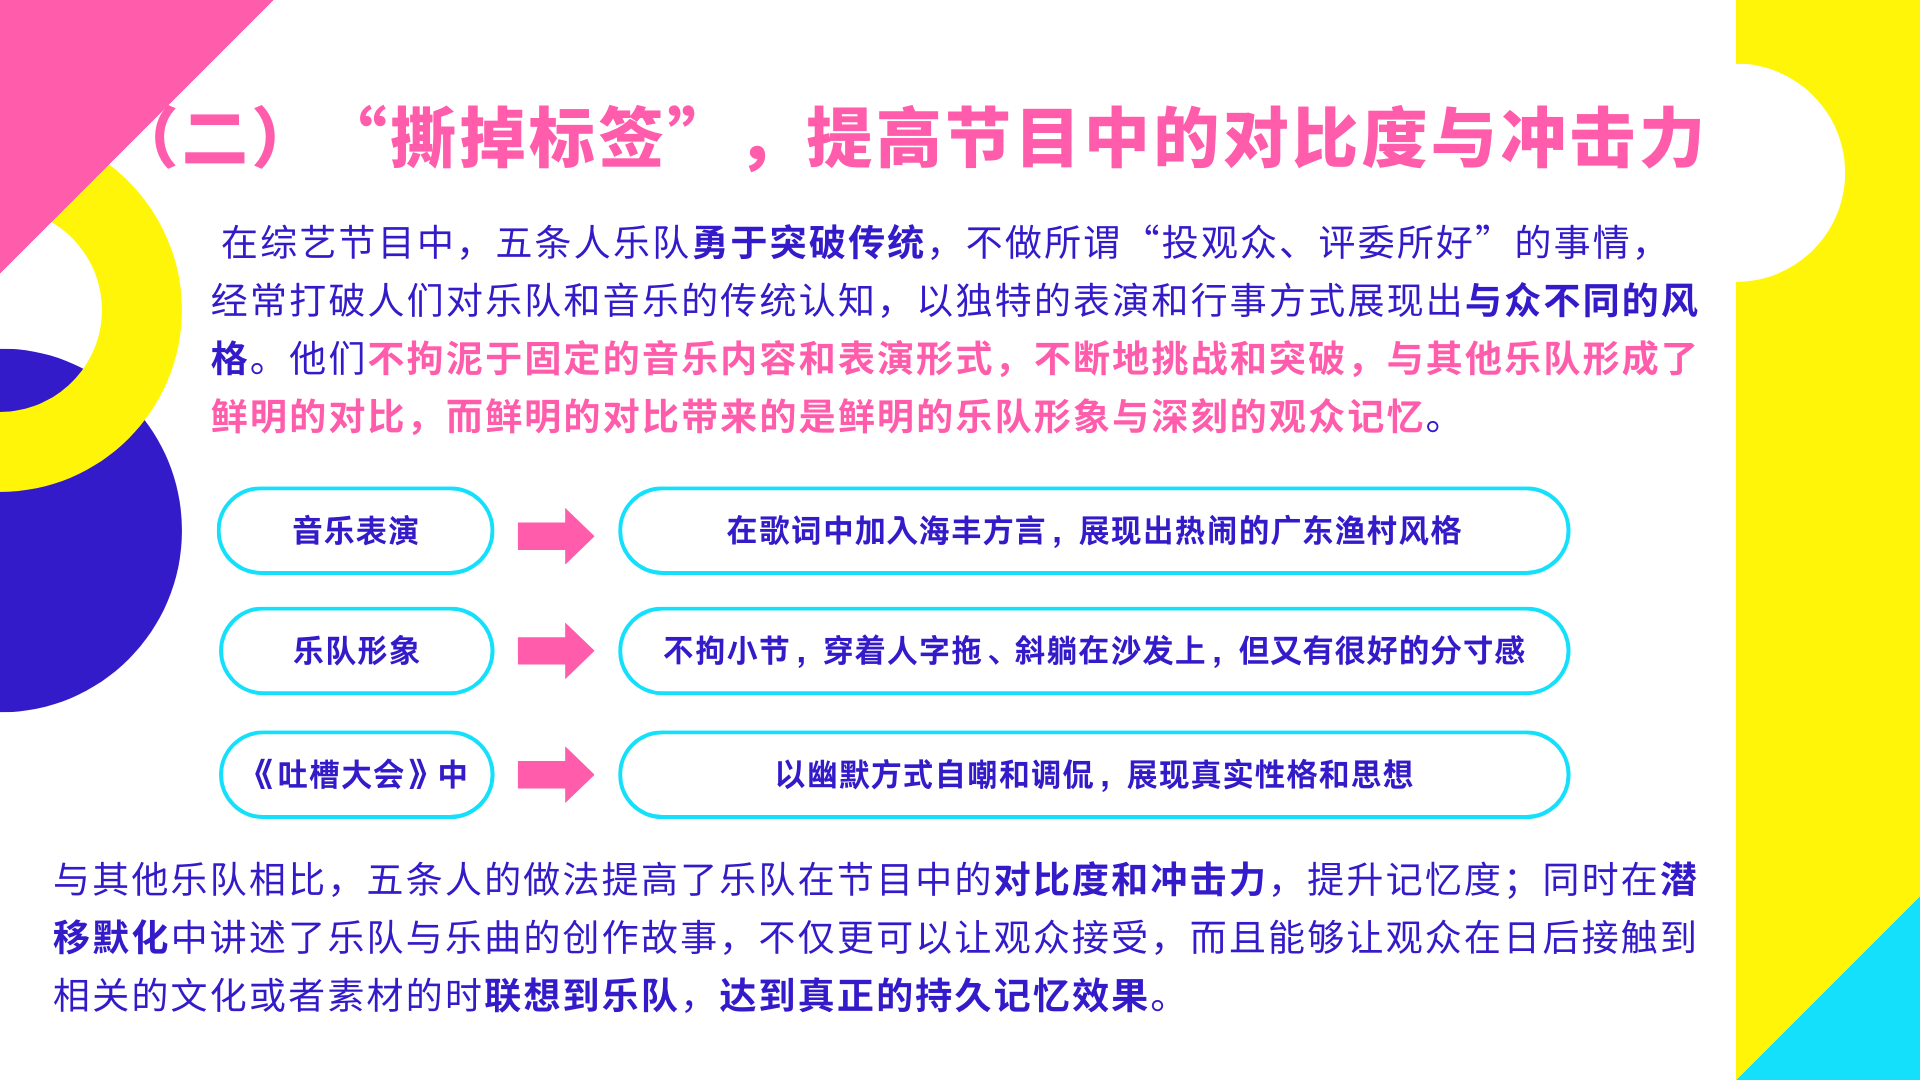 （二）“撕掉标签”，提高节目中的对比度与冲击力
在综艺节目中，五条人乐队勇于突破传统，不做所谓“投观众、评委所好”的事情，
经常打破人们对乐队和音乐的传统认知，以独特的表演和行事方式展现出与众不同的风
格。他们不拘泥于固定的音乐内容和表演形式，不断地挑战和突破，与其他乐队形成了
鲜明的对比，而鲜明的对比带来的是鲜明的乐队形象与深刻的观众记忆。
音乐表演
在歌词中加入海丰方言，展现出热闹的广东渔村风格
乐队形象
不拘小节，穿着人字拖、斜躺在沙发上，但又有很好的分寸感
《吐槽大会》中
以幽默方式自嘲和调侃，展现真实性格和思想
与其他乐队相比，五条人的做法提高了乐队在节目中的对比度和冲击力，提升记忆度；同时在潜
移默化中讲述了乐队与乐曲的创作故事，不仅更可以让观众接受，而且能够让观众在日后接触到
相关的文化或者素材的时联想到乐队，达到真正的持久记忆效果。